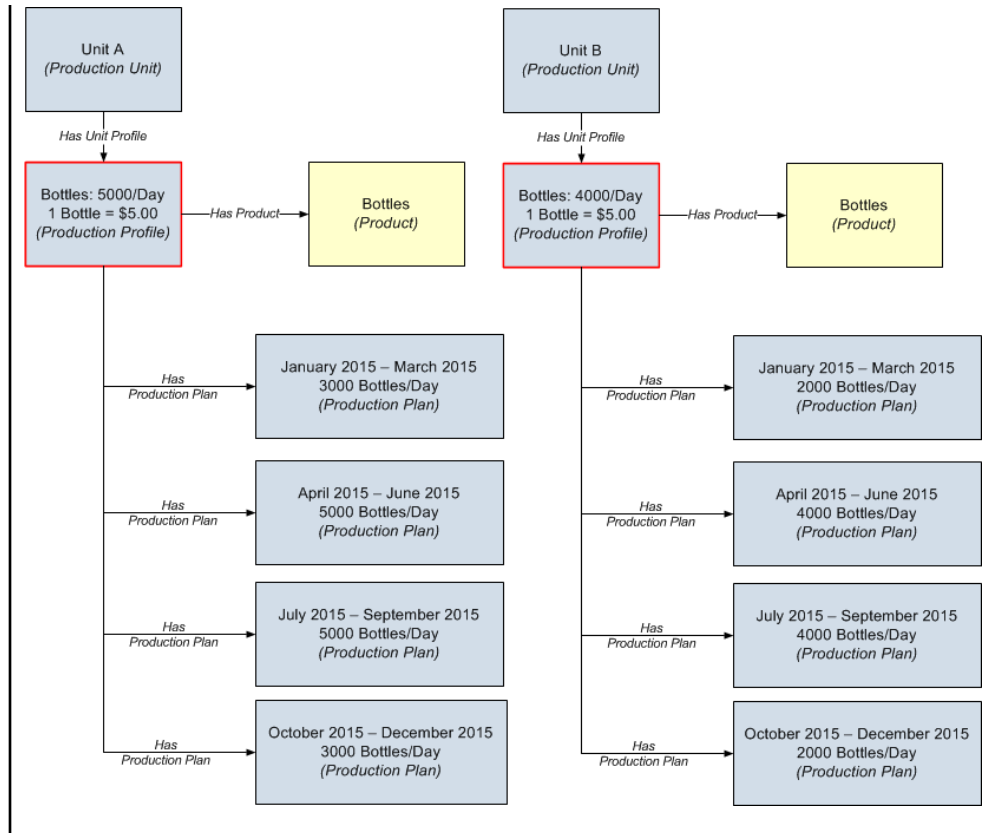 Unit A
(Production Unit)
Has Unit Profile
Bottles: 5000/Day
1 Bottle = $5.00
(Production Profile)
Has Product
Bottles
(Product)
Has
Production Plan
January 2015 – March 2015
3000 Bottles/Day
(Production Plan)
Has
Production Plan
April 2015 – June 2015
5000 Bottles/Day
(Production Plan)
Has
Production Plan
July 2015 – September 2015
5000 Bottles/Day
(Production Plan)
Has
Production Plan
October 2015 – December 2015
3000 Bottles/Day
(Production Plan)
Unit B
(Production Unit)
Has Unit Profile
Bottles: 4000/Day
1 Bottle = $5.00
(Production Profile)
Has Product
Bottles
(Product)
Has
Production Plan
January 2015 – March 2015
2000 Bottles/Day
(Production Plan)
Has
Production Plan
April 2015 – June 2015
4000 Bottles/Day
(Production Plan)
Has
Production Plan
July 2015 – September 2015
4000 Bottles/Day
(Production Plan)
Has
Production Plan
October 2015 – December 2015
2000 Bottles/Day
(Production Plan)